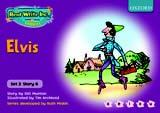 Read Write Inc.
OXFORD
Elvis
Set 3 Story 6
Story by Gill Munton
Illustrated by Tim Archbold
Series developed by Ruth Miskin